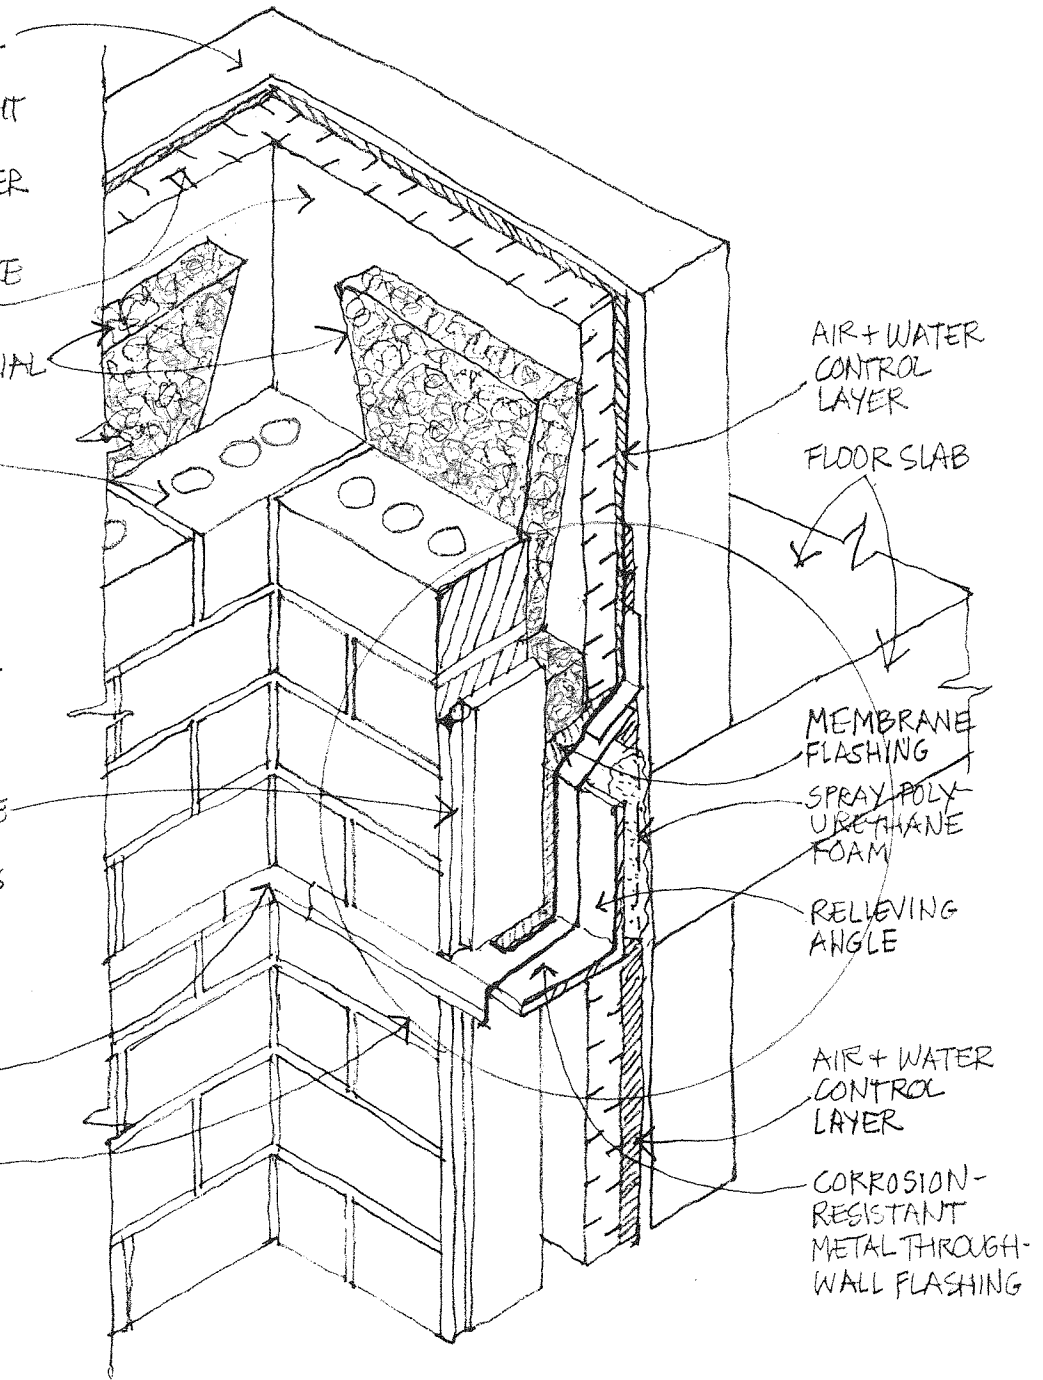 AIR + WATER
CONTROL
LAYER
FLOOR SLAB
MEMBRANE
FLASHING
SPRAY POLY-
URETHANE
FOAM
RELIEVING
ANGLE
AIR + WATER
CONTROL
LAYER
CORROSION-
RESISTANT
METAL THROUGH-
WALL FLASHING